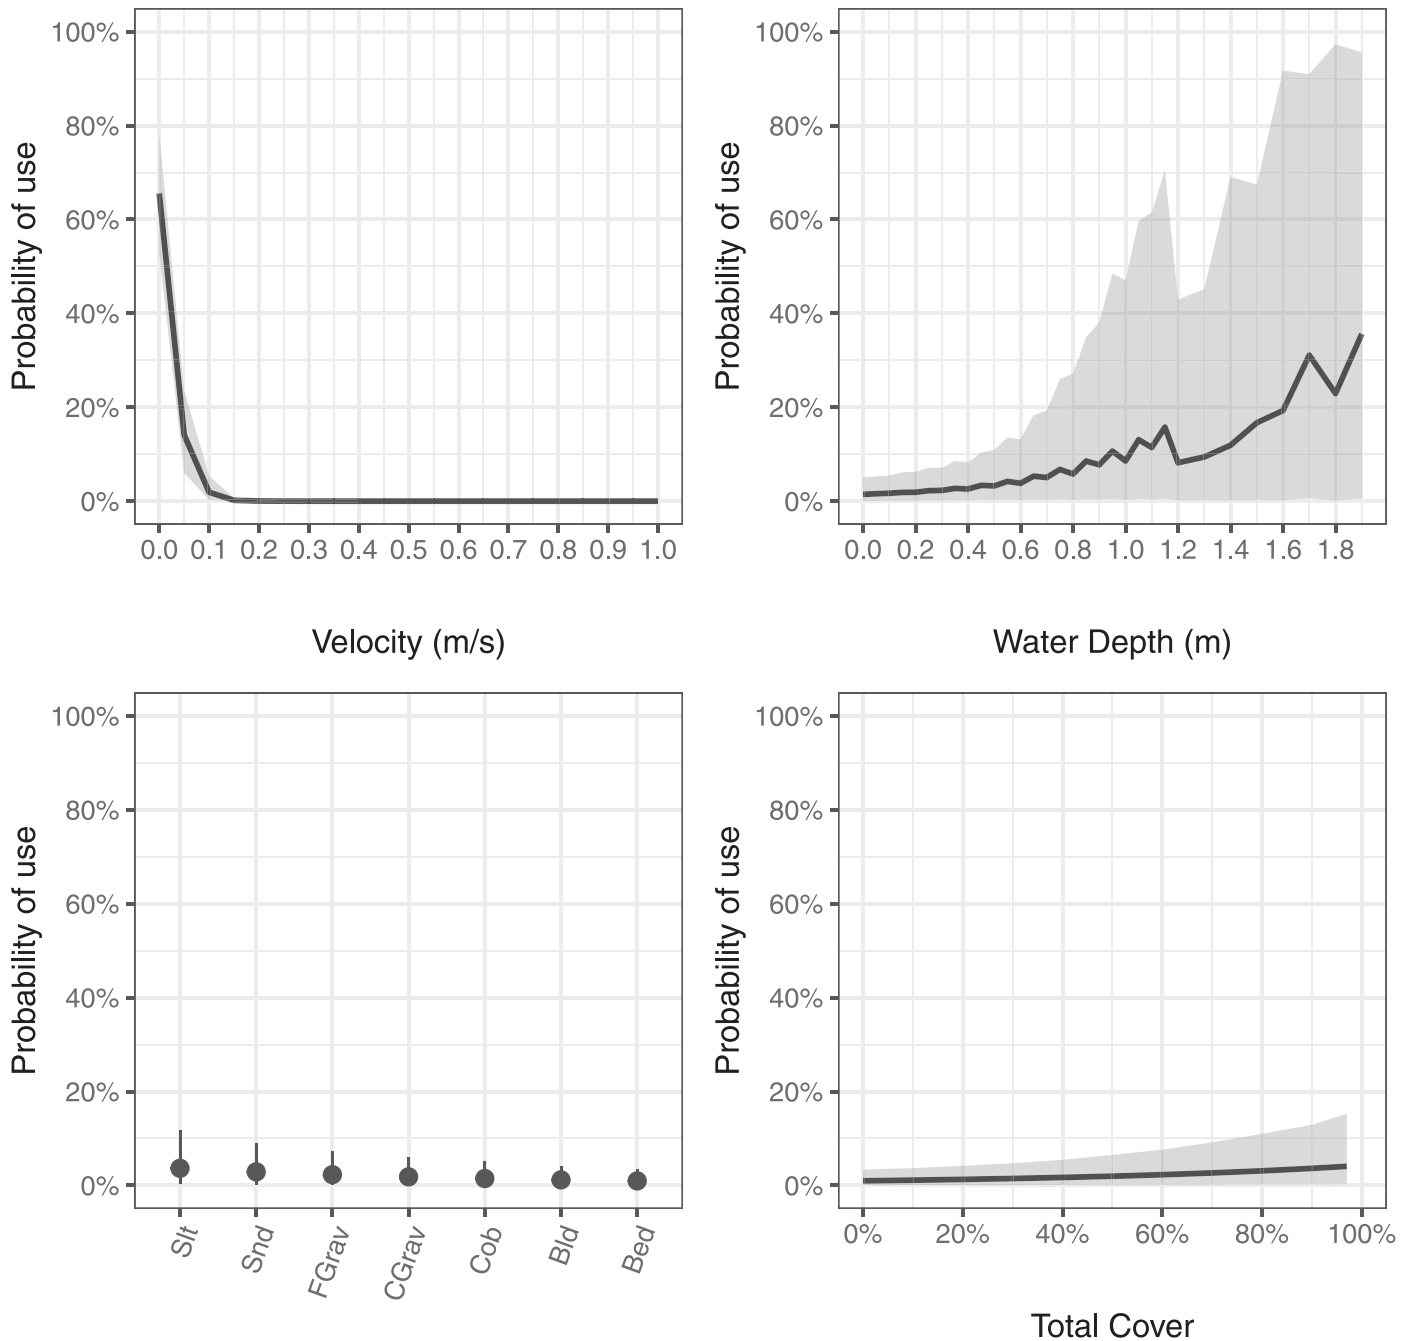 Probability of use
100%
80%
60%
40%
20%
0%
0.0 0.1 0.2 0.3 0.4 0.5 0.6 0.7 0.8 0.9 1.0
Velocity (m/s)
Probability of use
100%
80%
60%
40%
20%
0%
0.0 0.2 0.4 0.6 0.8 1.0 1.2 1.4 1.6 1.8
Water Depth (m)
Probability of use
100%
80%
60%
40%
20%
0%
Slt Snd FGrav CGrav Cob Bld Bed
Probability of use
100%
80%
60%
40%
20%
0%
0% 20% 40% 60% 80% 100%
Total Cover